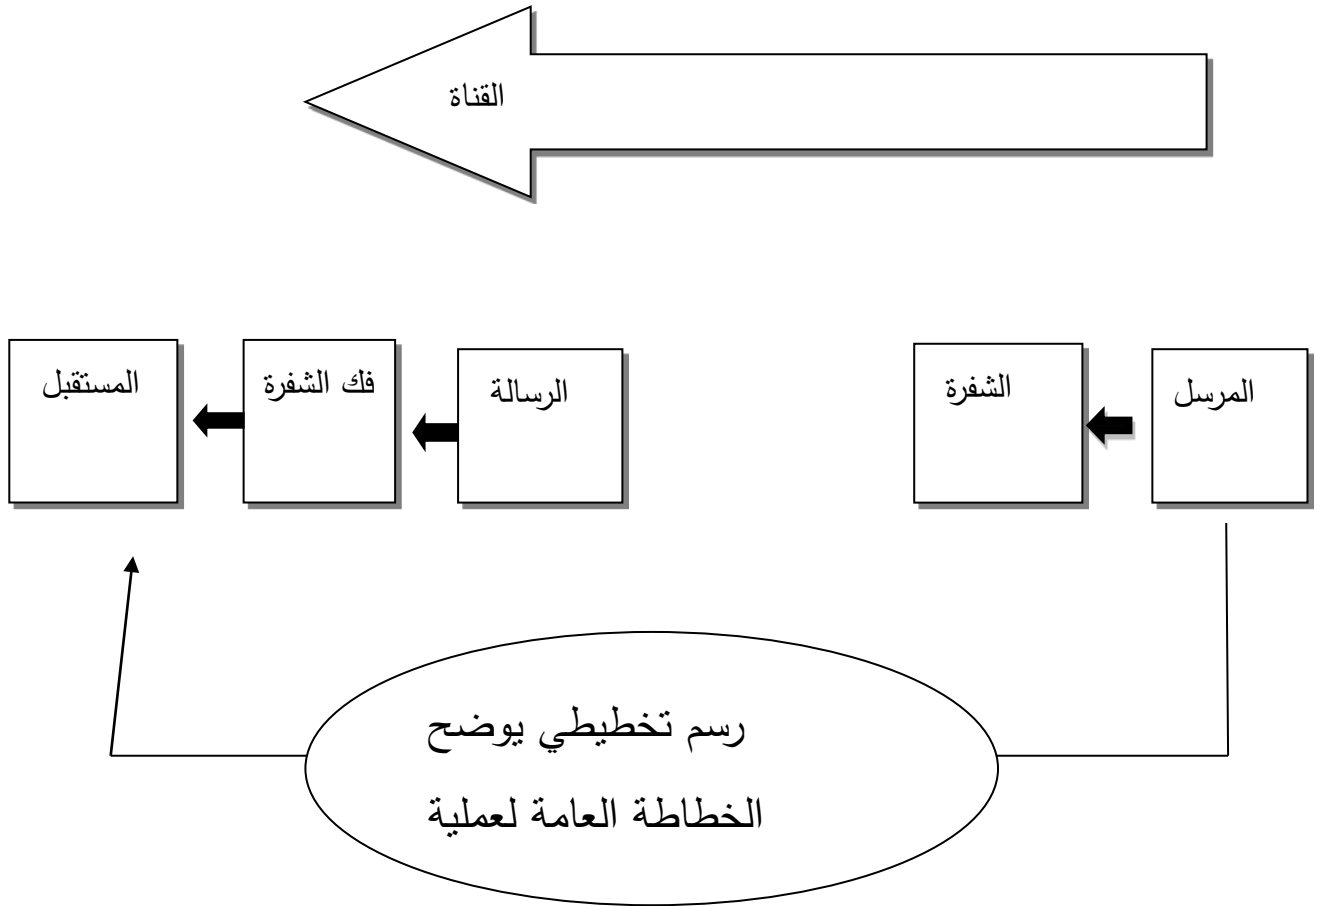 القناة
المرسل
الشفرة
الرسالة
فك الشفرة
المستقبل
رسم تخطيطي يوضح
الخطاطة العامة لعملية